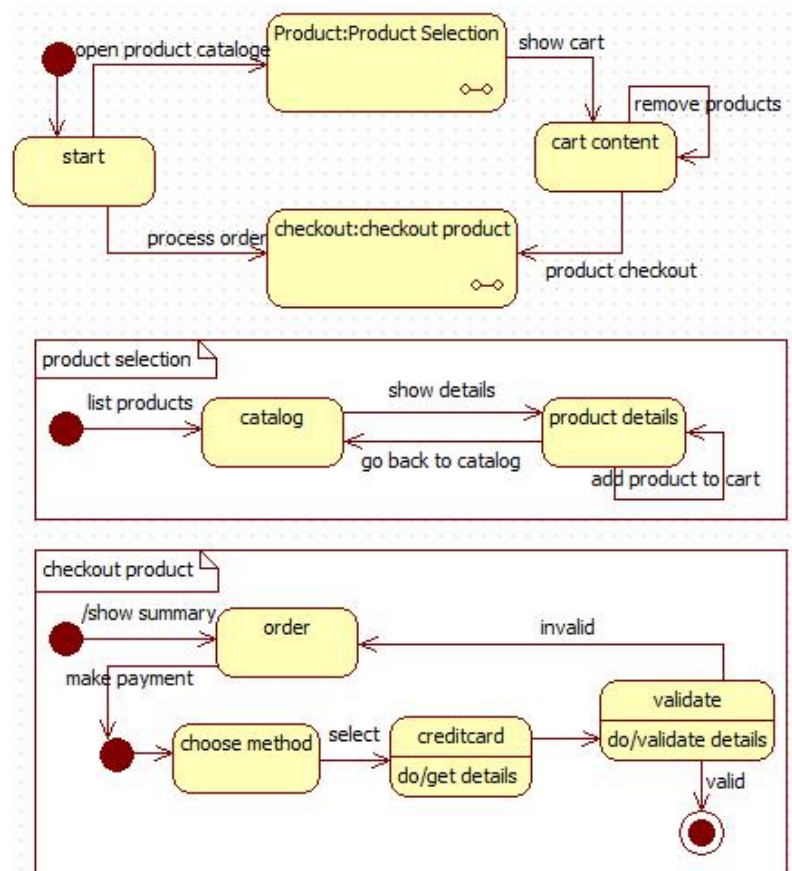 open product cataloge
Product:Product Selection
show cart
remove products
start
cart content
process order
checkout:checkout product
product checkout
product selection
list products
catalog
show details
product details
go back to catalog
add product to cart
checkout product
/show summary
order
invalid
make payment
validate
choose method
select
creditcard
do/validate details
do/get details
valid